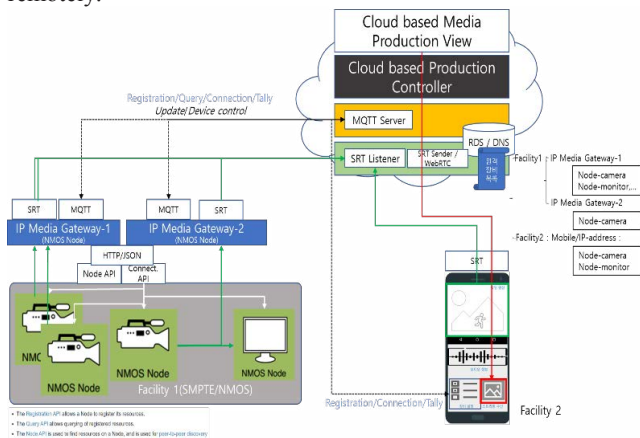 remotely.
Cloud based Media
Production View
Cloud based Production
Controller
Registration/Query/Connection/Tally
Update/Device control
MQTT Server
RDS / DNS
SRT Listener
SRT Sender /
WebRTC
원격
장비
목록
Facility1
IP Media Gateway-1
Node-camera
Node-monitor,...
IP Media Gateway-2
Node-camera
Facility2 : Mobile/IP-address :
Node-camera
Node-monitor
SRT
MQTT
MQTT
SRT
IP Media Gateway-1
(NMOS Node)
IP Media Gateway-2
(NMOS Node)
HTTP/JSON
Node API
Connect.
API
SRT
NMOS Node
NMOS Node
NMOS Node
Facility 1(SMPTE/NMOS)
Registration/Connection/Tally
Facility 2
• The Registration API allows a Node to register its resources.
• The Query API allows querying of registered resources.
• The Node API is used to find resources on a Node, and is used for peer-to-peer discovery